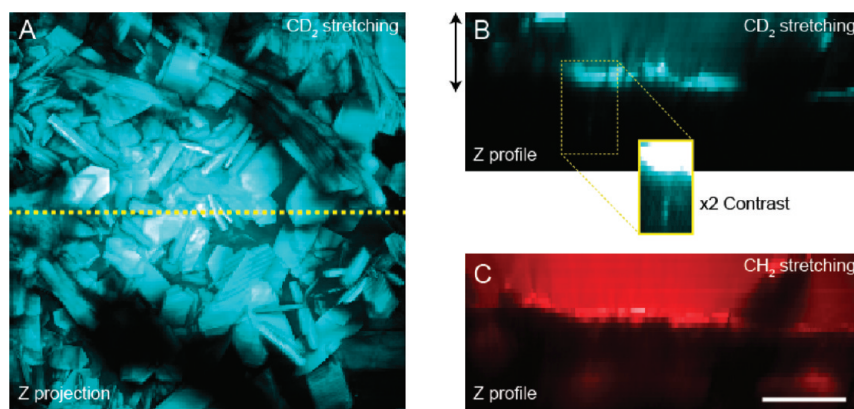 A
CD₂ stretching
Z projection
B
CD₂ stretching
Z profile
x2 Contrast
C
CH₂ stretching
Z profile